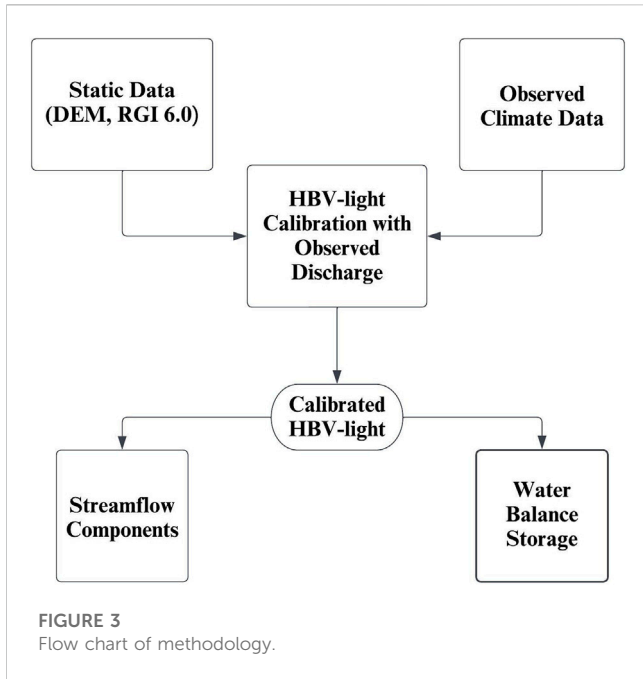 Static Data
(DEM, RGI 6.0)
Observed
Climate Data
HBV-light
Calibration with
Observed
Discharge
Calibrated
HBV-light
Streamflow
Components
Water
Balance
Storage
FIGURE 3
Flow chart of methodology.